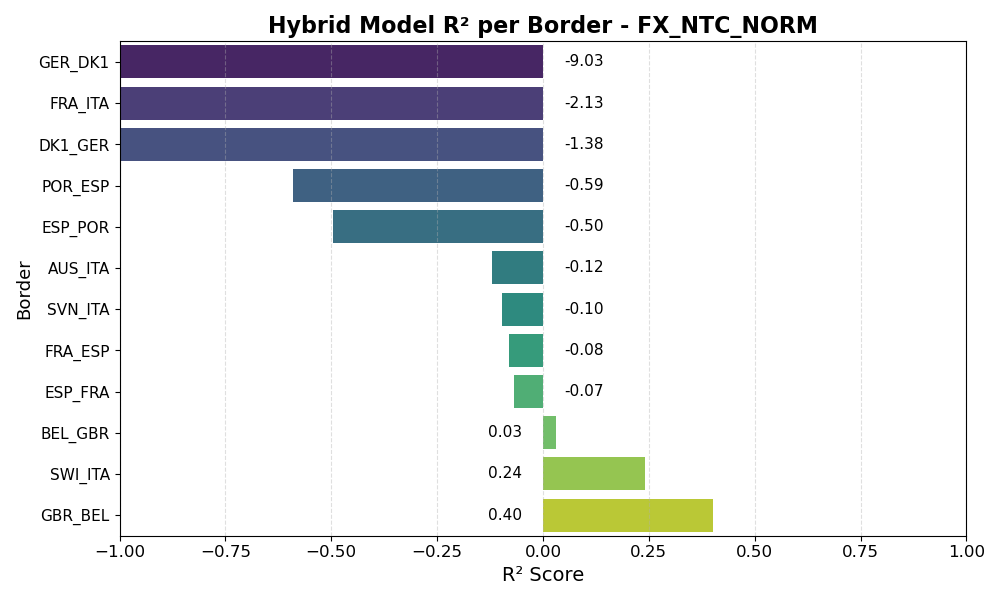 Hybrid Model R² per Border - FX_NTC_NORM
Border
GER_DK1 -9.03
FRA_ITA -2.13
DK1_GER -1.38
POR_ESP -0.59
ESP_POR -0.50
AUS_ITA -0.12
SVN_ITA -0.10
FRA_ESP -0.08
ESP_FRA -0.07
BEL_GBR 0.03
SWI_ITA 0.24
GBR_BEL 0.40
−1.00 −0.75 −0.50 −0.25 0.00 0.25 0.50 0.75 1.00
R² Score